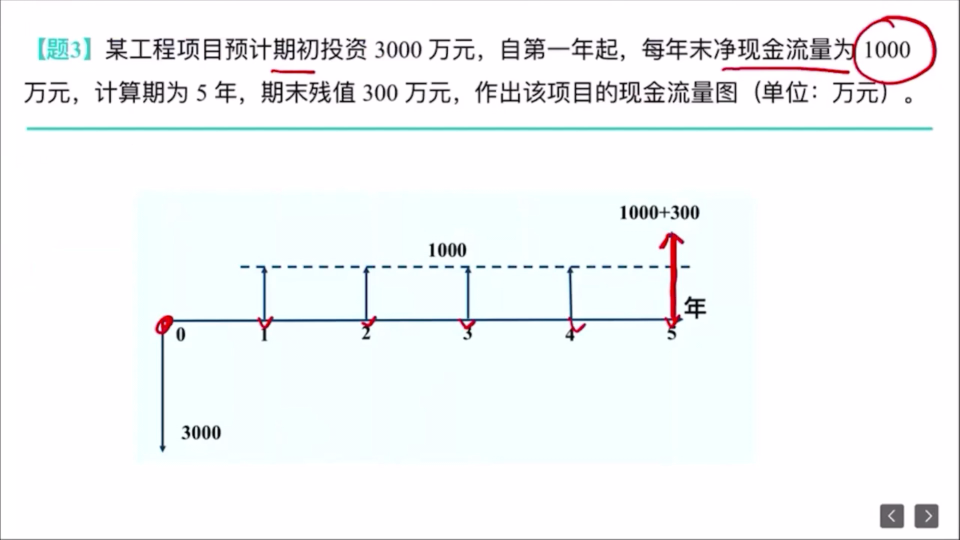 【题3】某工程项目预计期初投资 3000 万元，自第一年起，每年末净现金流量为 1000
万元，计算期为 5 年，期末残值 300 万元，作出该项目的现金流量图（单位：万元）。
1000+300
1000
年
0 1 2 3 4 5
3000